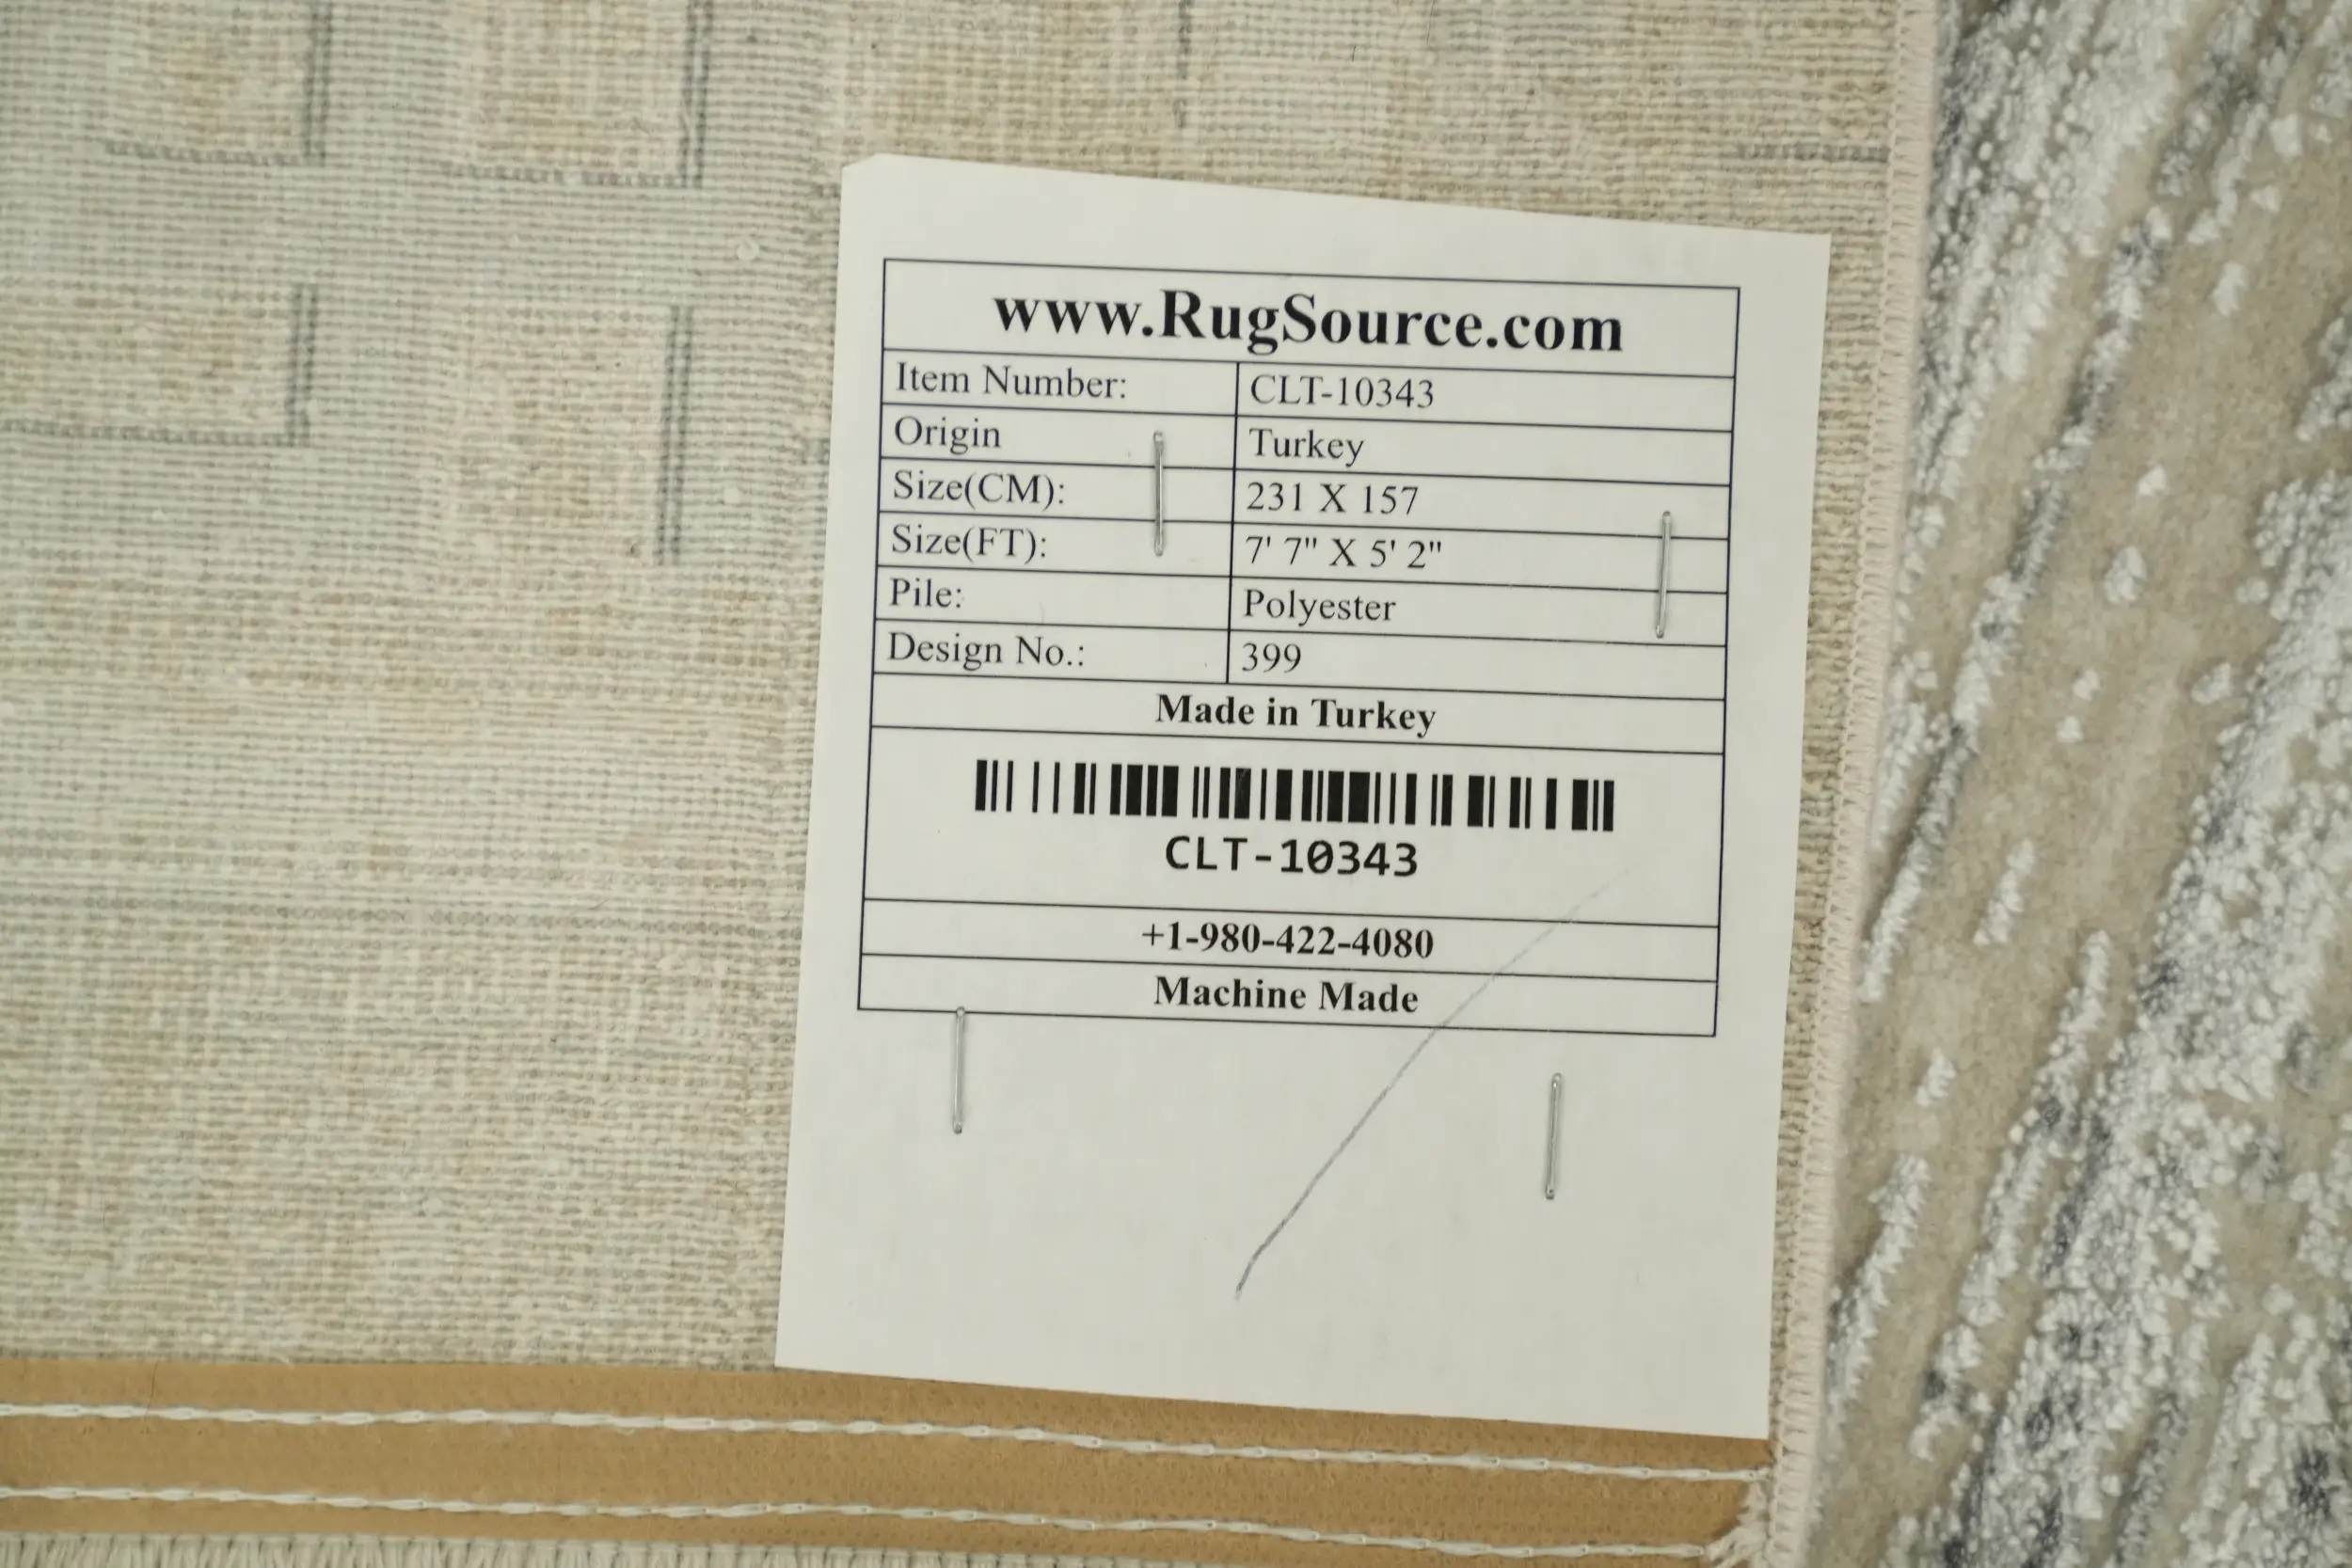 www.RugSource.com
Item Number: CLT-10343
Origin Turkey
Size(CM): 231 X 157
Size(FT): 7' 7" X 5' 2"
Pile: Polyester
Design No.: 399
Made in Turkey
CLT-10343
+1-980-422-4080
Machine Made